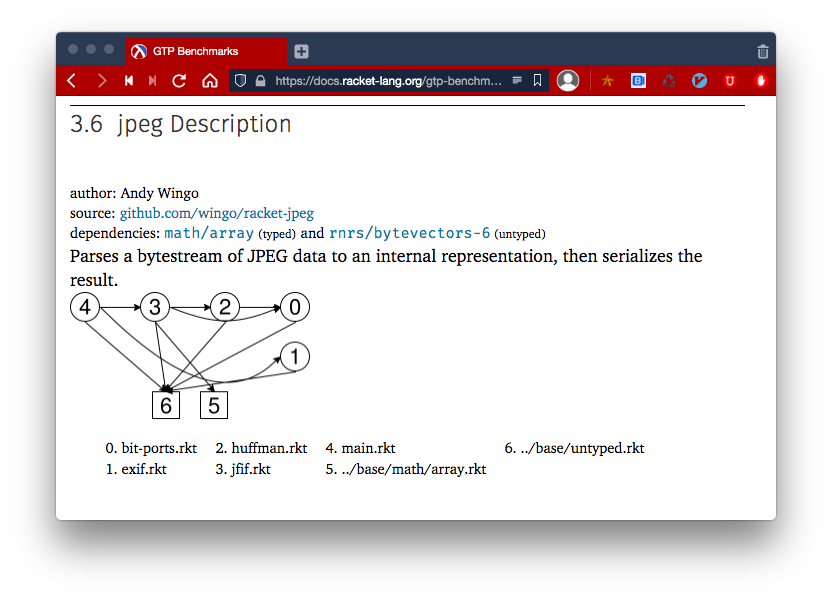 GTP Benchmarks
https://docs.racket-lang.org/gtp-benchm...
3.6 jpeg Description
author: Andy Wingo
source: github.com/wingo/racket-jpeg
dependencies: math/array (typed) and rnrs/bytevectors-6 (untyped)
Parses a bytestream of JPEG data to an internal representation, then serializes the
result.
4 3 2 0
1
6 5
0. bit-ports.rkt 2. huffman.rkt 4. main.rkt 6. ../base/untyped.rkt
1. exif.rkt 3. jfif.rkt 5. ../base/math/array.rkt